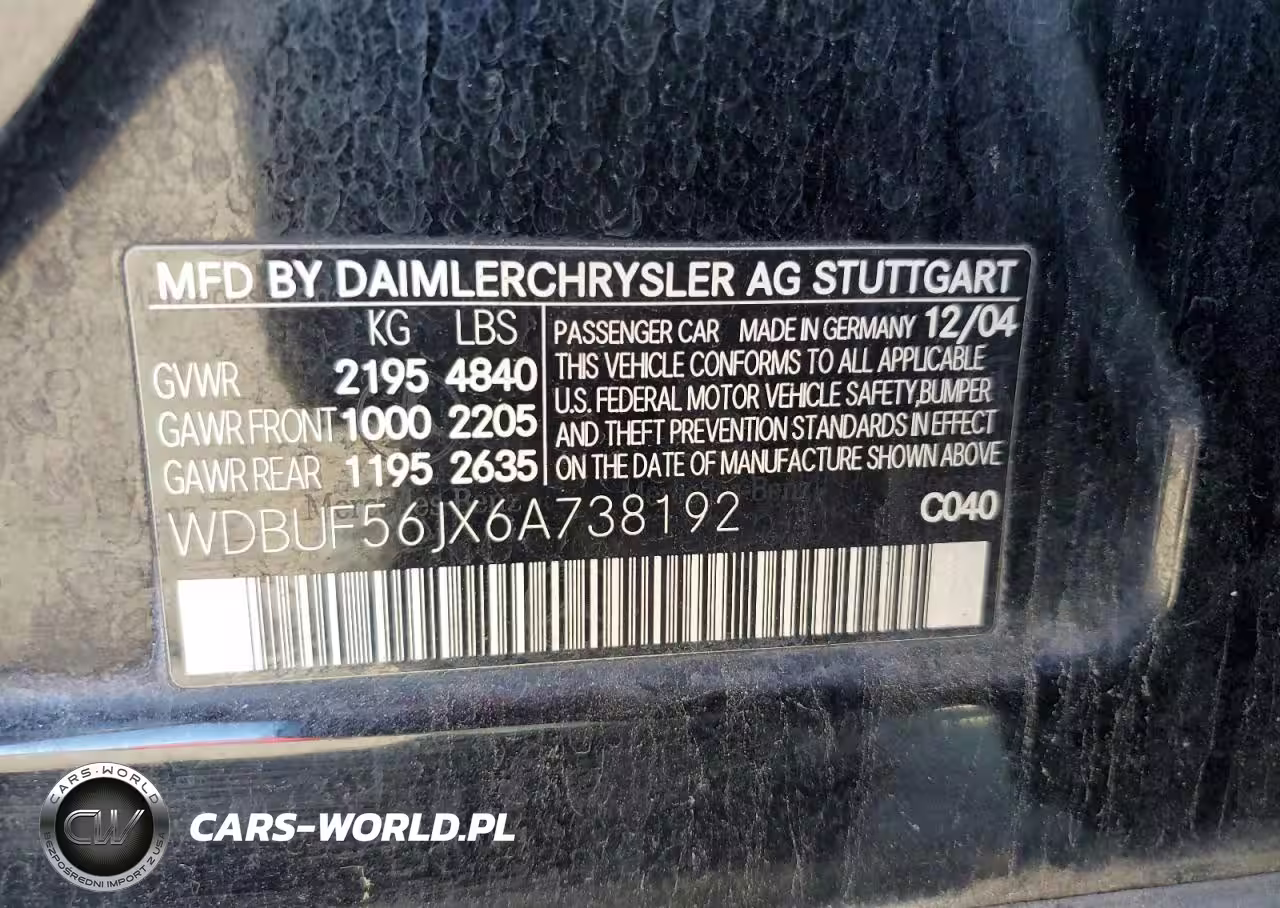 MFD BY DAIMLERCHRYSLER AG STUTTGART
KG LBS
GVWR 2195 4840
GAWR FRONT 1000 2205
GAWR REAR 1195 2635
PASSENGER CAR MADE IN GERMANY 12/04
THIS VEHICLE CONFORMS TO ALL APPLICABLE
U.S. FEDERAL MOTOR VEHICLE SAFETY,BUMPER
AND THEFT PREVENTION STANDARDS IN EFFECT
ON THE DATE OF MANUFACTURE SHOWN ABOVE
WDBUF56JX6A738192
C040
CARS-WORLD
CW
BEZPOŚREDNI IMPORT Z USA
CARS-WORLD.PL